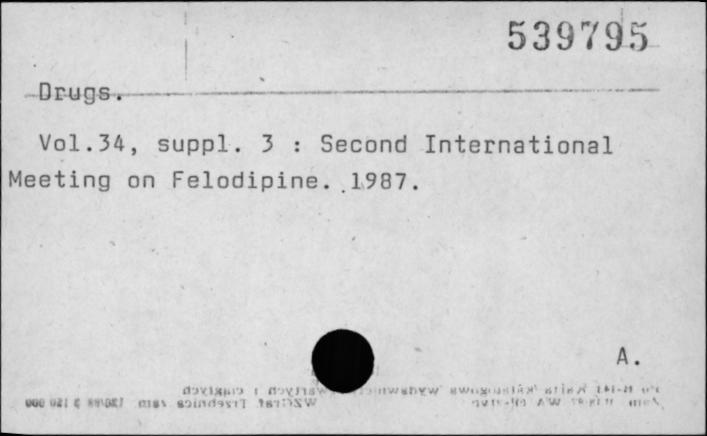 539795
Drugs.
Vol.34, suppl. 3 : Second International
Meeting on Felodipine. 1987.
A.